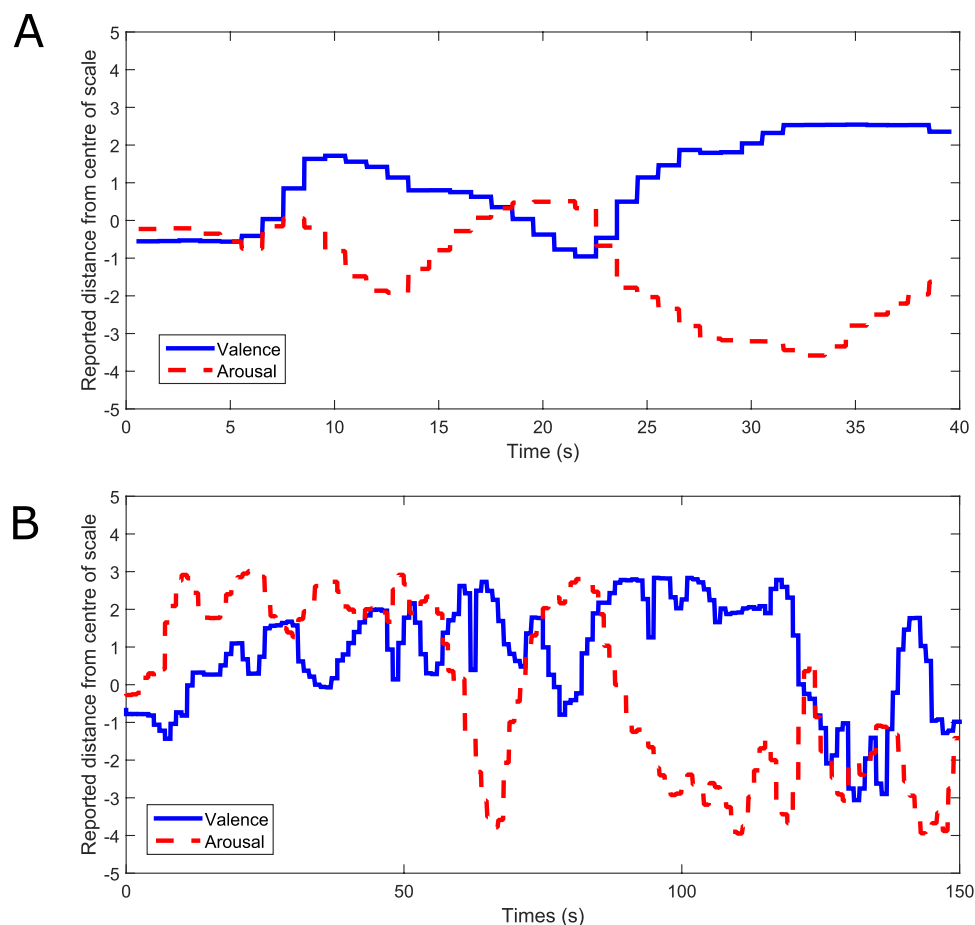 A
Reported distance from centre of scale
5
4
3
2
1
0
-1
-2
-3
-4
-5
Valence
Arousal
0 5 10 15 20 25 30 35 40
Time (s)
B
Reported distance from centre of scale
5
4
3
2
1
0
-1
-2
-3
-4
-5
Valence
Arousal
0 50 100 150
Times (s)